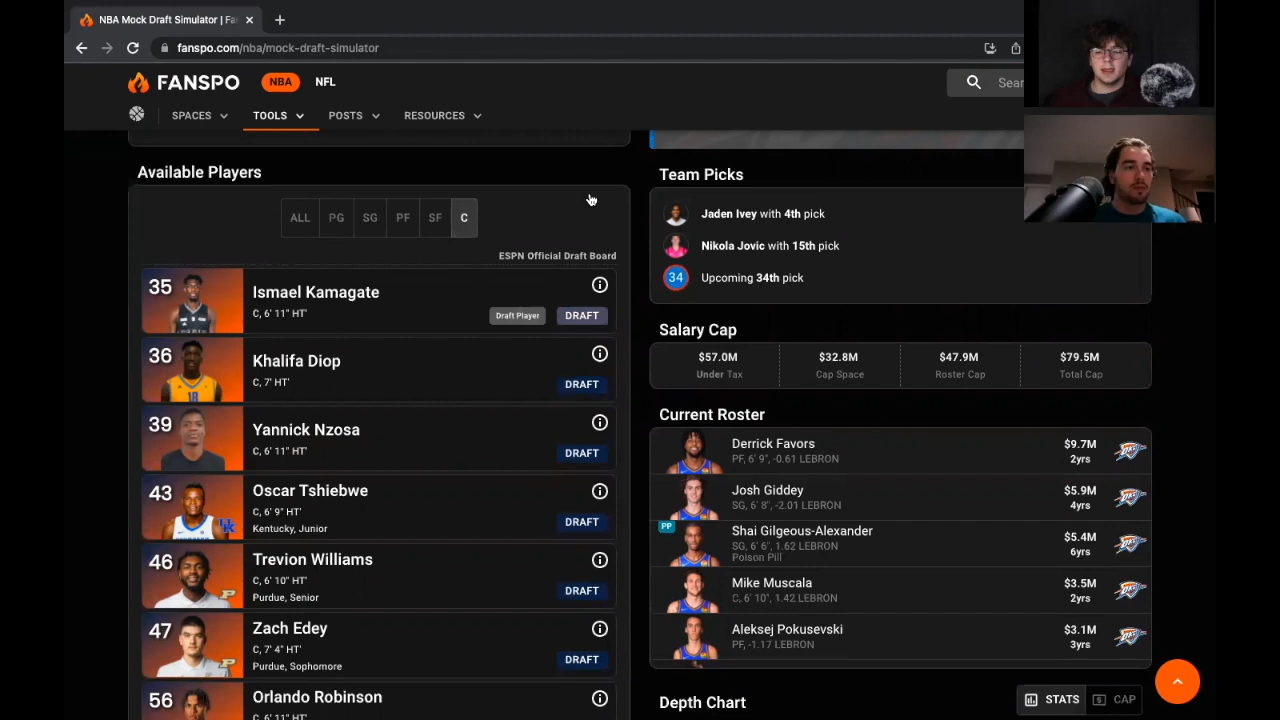 NBA Mock Draft Simulator | Fa
fanspo.com/nba/mock-draft-simulator
FANSPO
NBA
NFL
Sear
SPACES
TOOLS
POSTS
RESOURCES
Available Players
ALL PG SG PF SF C
ESPN Official Draft Board
35
Ismael Kamagate
C, 6' 11" HT'
Draft Player
DRAFT
36
Khalifa Diop
C, 7' HT'
DRAFT
39
Yannick Nzosa
C, 6' 11" HT'
DRAFT
43
Oscar Tshiebwe
C, 6' 9" HT'
Kentucky, Junior
DRAFT
46
Trevion Williams
C, 6' 10" HT'
Purdue, Senior
DRAFT
47
Zach Edey
C, 7' 4" HT'
Purdue, Sophomore
DRAFT
56
Orlando Robinson
C, 6' 11" HT'
Team Picks
Jaden Ivey with 4th pick
Nikola Jovic with 15th pick
34
Upcoming 34th pick
Salary Cap
$57.0M $32.8M $47.9M $79.5M
Under Tax Cap Space Roster Cap Total Cap
Current Roster
Derrick Favors
PF, 6' 9", -0.61 LEBRON
$9.7M
2yrs
Josh Giddey
SG, 6' 8", -2.01 LEBRON
$5.9M
4yrs
PP
Shai Gilgeous-Alexander
SG, 6' 6", 1.62 LEBRON
Poison Pill
$5.4M
6yrs
Mike Muscala
C, 6' 10", 1.42 LEBRON
$3.5M
2yrs
Aleksej Pokusevski
PF, -1.17 LEBRON
$3.1M
3yrs
Depth Chart
STATS
CAP